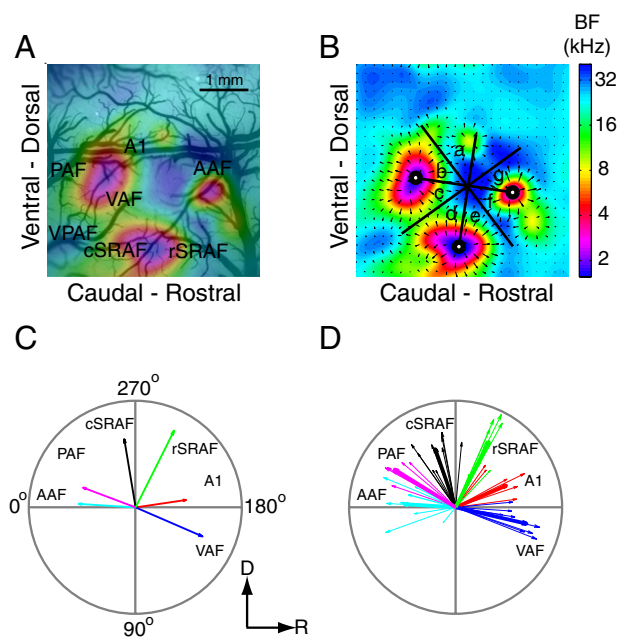 A
B
BF
(kHz)
Ventral - Dorsal
1 mm
A1
PAF
AAF
VAF
VPAF
cSRAF
rSRAF
Caudal - Rostral
Ventral - Dorsal
a
b
c
d
e
f
g
Caudal - Rostral
32
16
8
4
2
C
D
270°
cSRAF
rSRAF
PAF
A1
AAF
0°
180°
VAF
90°
D
R
cSRAF
PAF
rSRAF
A1
AAF
VAF